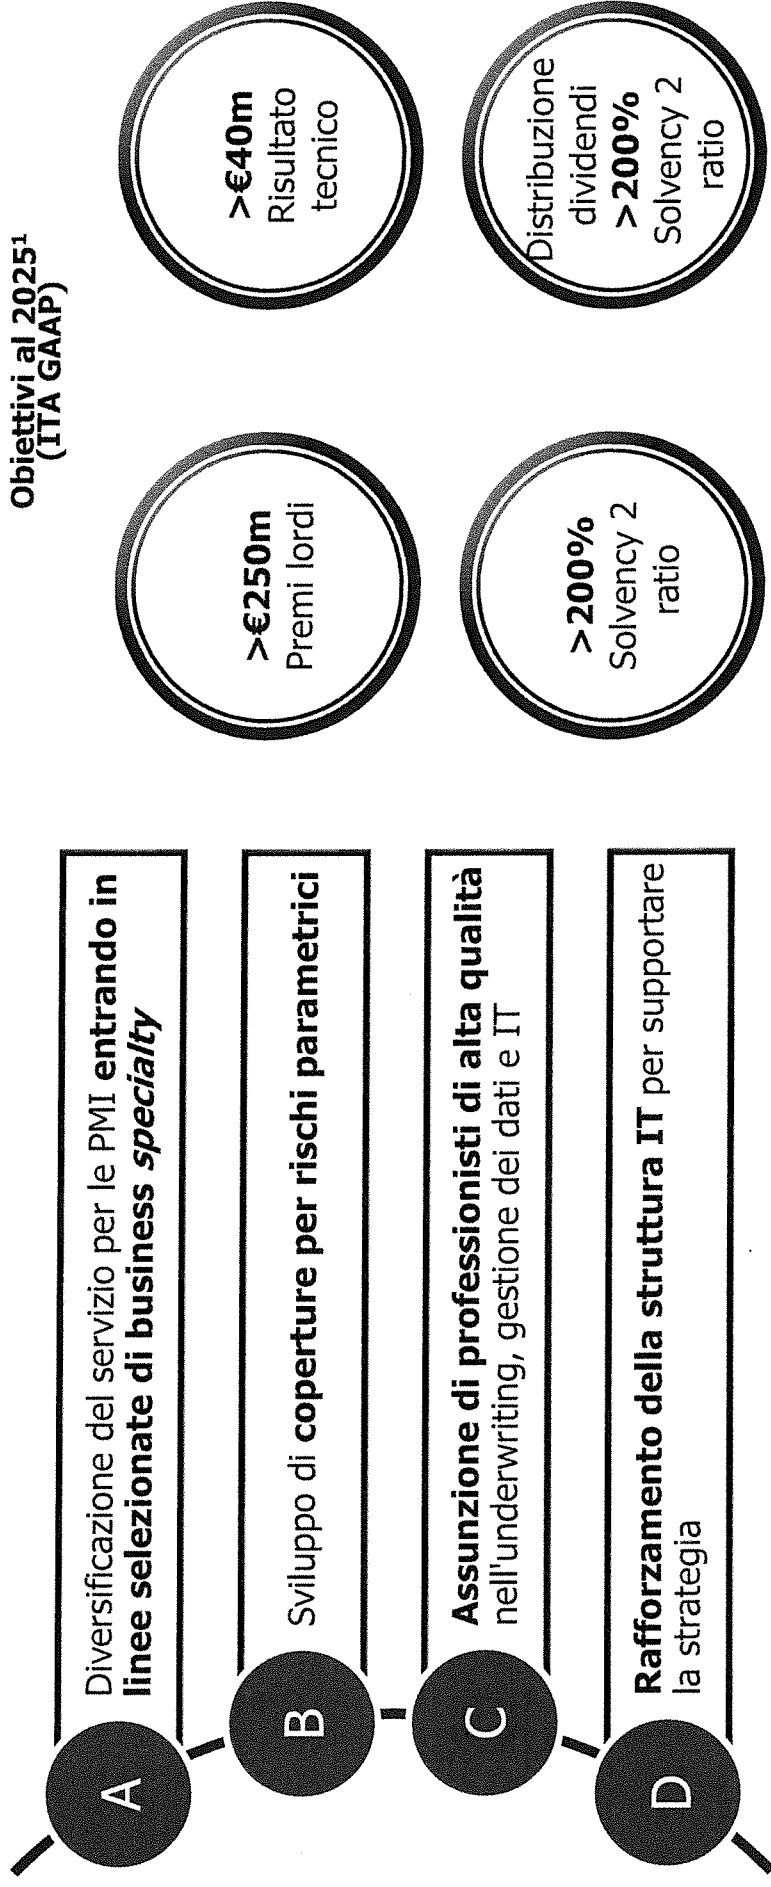 Obiettivi al 2025¹
(ITA GAAP)
A
Diversificazione del servizio per le PMI entrando in
linee selezionate di business specialty
B
Sviluppo di coperture per rischi parametrici
C
Assunzione di professionisti di alta qualità
nell'underwriting, gestione dei dati e IT
D
Rafforzamento della struttura IT per supportare
la strategia
>€250m
Premi lordi
>€40m
Risultato
tecnico
>200%
Solvency 2
ratio
Distribuzione
dividendi
>200%
Solvency 2
ratio